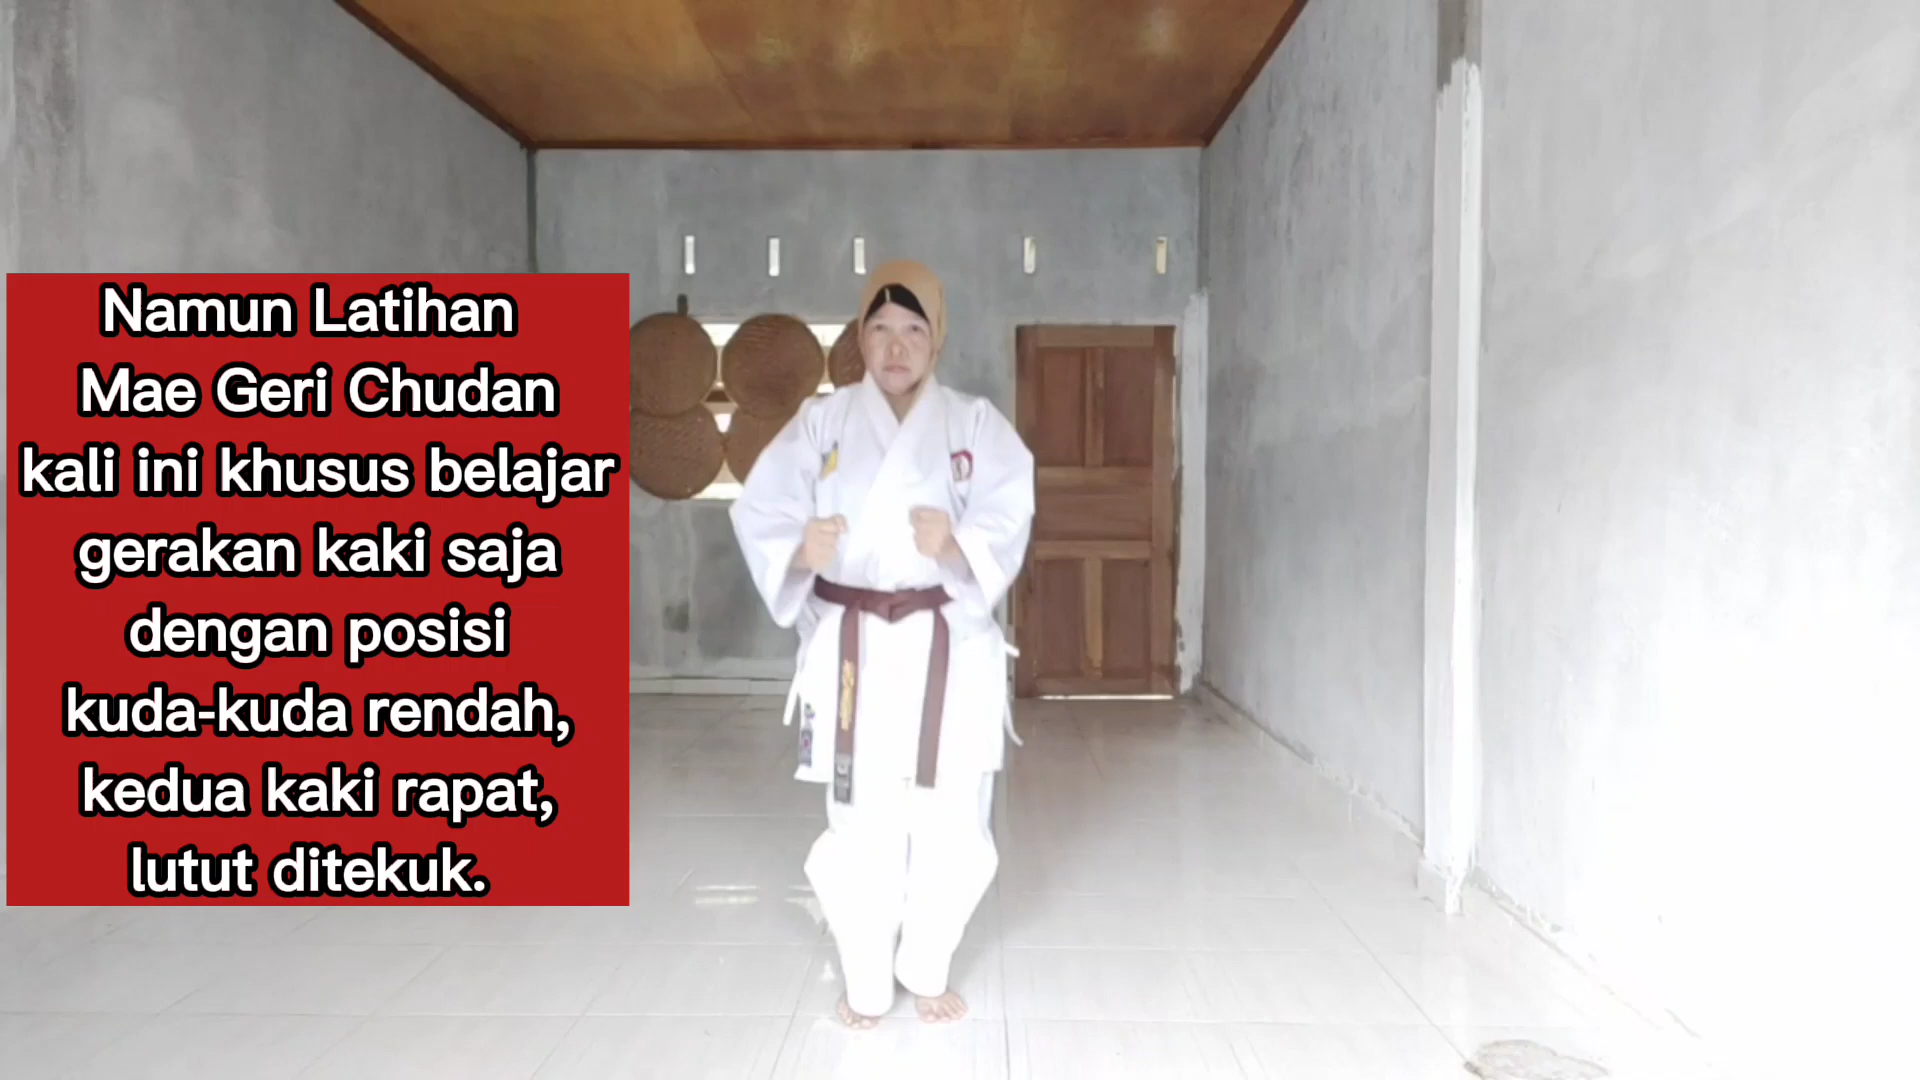 Namun Latihan
Mae Geri Chudan
kali ini khusus belajar
gerakan kaki saja
dengan posisi
kuda-kuda rendah,
kedua kaki rapat,
lutut ditekuk.